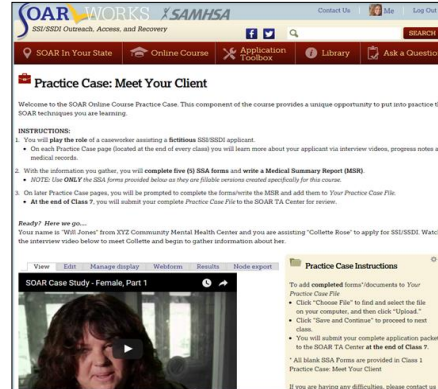 SOAR WORKS SAMHSA
Contact Us Me Log Out
SSI/SSDI Outreach, Access, and Recovery
SEARCH
SOAR In Your State Online Course Application Toolbox Library Ask a Questio
Practice Case: Meet Your Client
Welcome to the SOAR Online Course Practice Case. This component of the course provides a unique opportunity to put into practice th
SOAR techniques you are learning.
INSTRUCTIONS:
1. You will play the role of a caseworker assisting a fictitious SSI/SSDI applicant.
• On each Practice Case page (located at the end of every class) you will learn more about your applicant via interview videos, progress notes a
medical records.
2. With the information you gather, you will complete five (5) SSA forms and write a Medical Summary Report (MSR).
• NOTE: Use ONLY the SSA forms provided below as they are fillable versions created specifically for this course.
3. On later Practice Case pages, you will be prompted to complete the forms/write the MSR and add them to Your Practice Case File.
• At the end of Class 7, you will submit your complete Practice Case File to the SOAR TA Center for review.
Ready? Here we go....
Your name is "Will Jones" from XYZ Community Mental Health Center and you are assisting "Collette Rose" to apply for SSI/SSDI. Watch
the interview video below to meet Collette and begin to gather information about her.
View Edit Manage display Webform Results Node export
SOAR Case Study - Female, Part 1
Practice Case Instructions
To add completed forms*/documents to Your
Practice Case File
• Click "Choose File" to find and select the file
on your computer, and then click "Upload."
• Click "Save and Continue" to proceed to next
class.
• You will submit your complete application packet
to the SOAR TA Center at the end of Class 7.
* All blank SSA Forms are provided in Class 1
Practice Case: Meet Your Client
If you are having any difficulties, please contact us